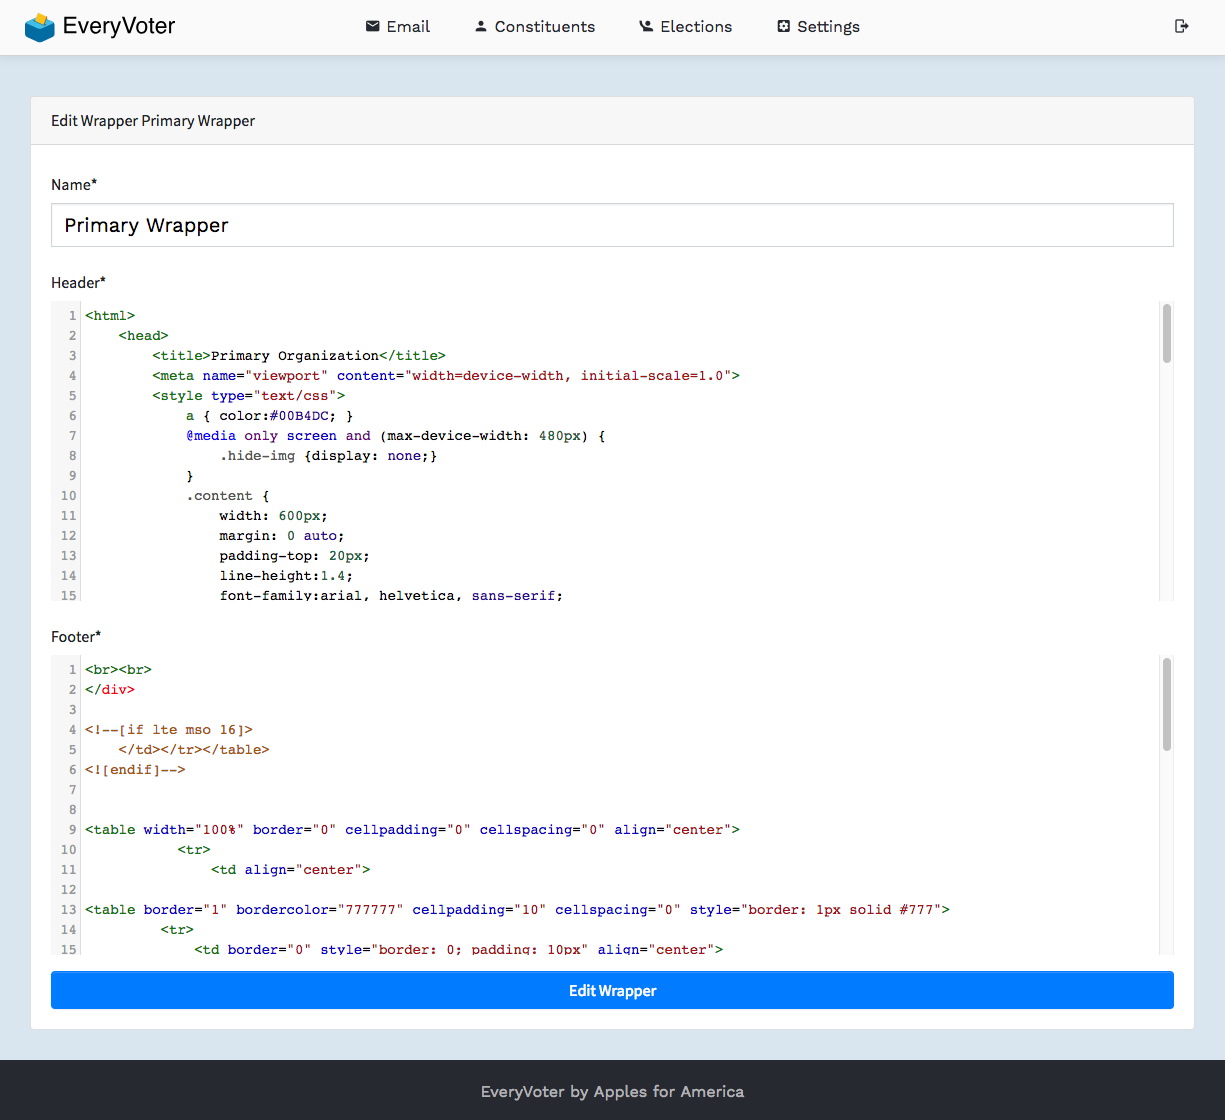 EveryVoter
Email
Constituents
Elections
Settings
Edit Wrapper Primary Wrapper
Name*
Primary Wrapper
Header*
1 <html>
2 <head>
3 <title>Primary Organization</title>
4 <meta name="viewport" content="width=device-width, initial-scale=1.0">
5 <style type="text/css">
6 a { color:#00B4DC; }
7 @media only screen and (max-device-width: 480px) {
8 .hide-img {display: none;}
9 }
10 .content {
11 width: 600px;
12 margin: 0 auto;
13 padding-top: 20px;
14 line-height:1.4;
15 font-family:arial, helvetica, sans-serif;
Footer*
1 <br><br>
2 </div>
3
4 <!--[if lte mso 16]>
5 </td></tr></table>
6 <![endif]-->
7
8
9 <table width="100%" border="0" cellpadding="0" cellspacing="0" align="center">
10 <tr>
11 <td align="center">
12
13 <table border="1" bordercolor="777777" cellpadding="10" cellspacing="0" style="border: 1px solid #777">
14 <tr>
15 <td border="0" style="border: 0; padding: 10px" align="center">
Edit Wrapper
EveryVoter by Apples for America